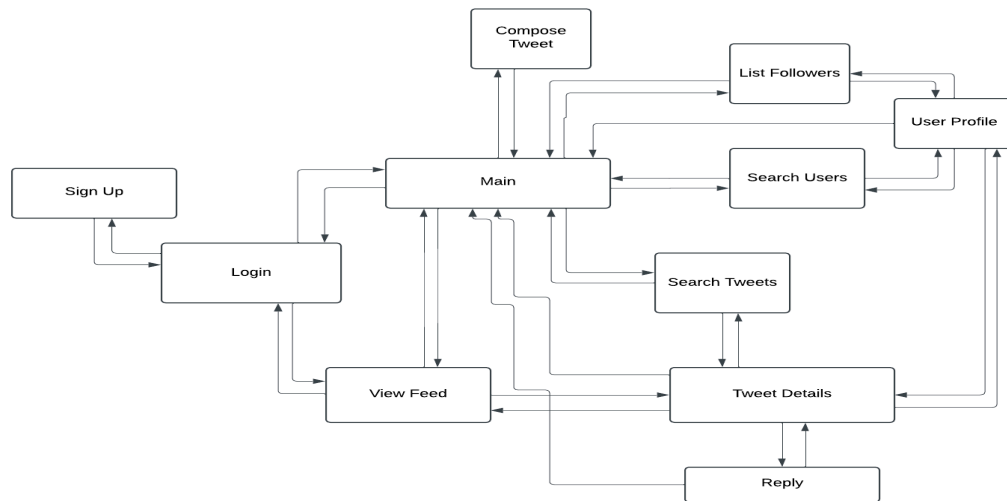 Compose
Tweet
List Followers
User Profile
Main
Search Users
Sign Up
Login
Search Tweets
View Feed
Tweet Details
Reply